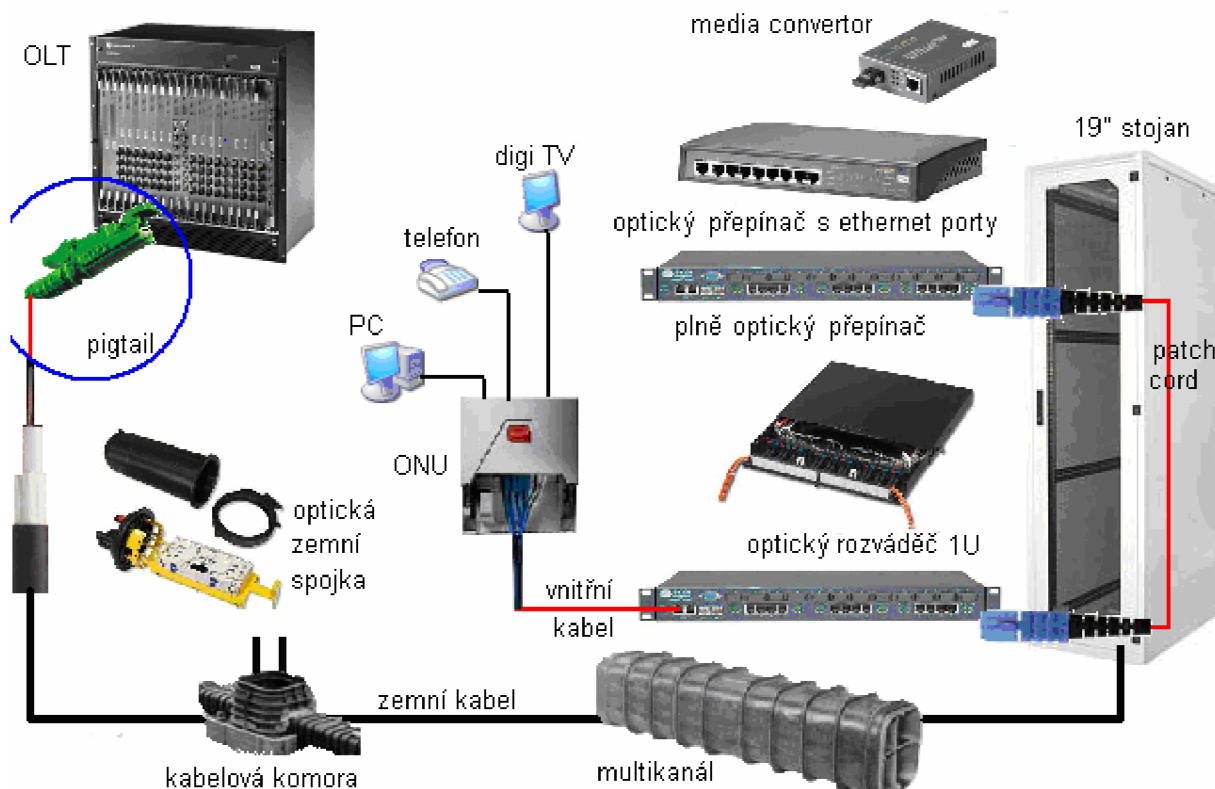 media convertor
OLT
19" stojan
digi TV
optický přepínač s ethernet porty
telefon
PC
plně optický přepínač
pigtail
patch
cord
ONU
optická
zemní
spojka
optický rozváděč 1U
vnitřní
kabel
zemní kabel
kabelová komora
multikanál